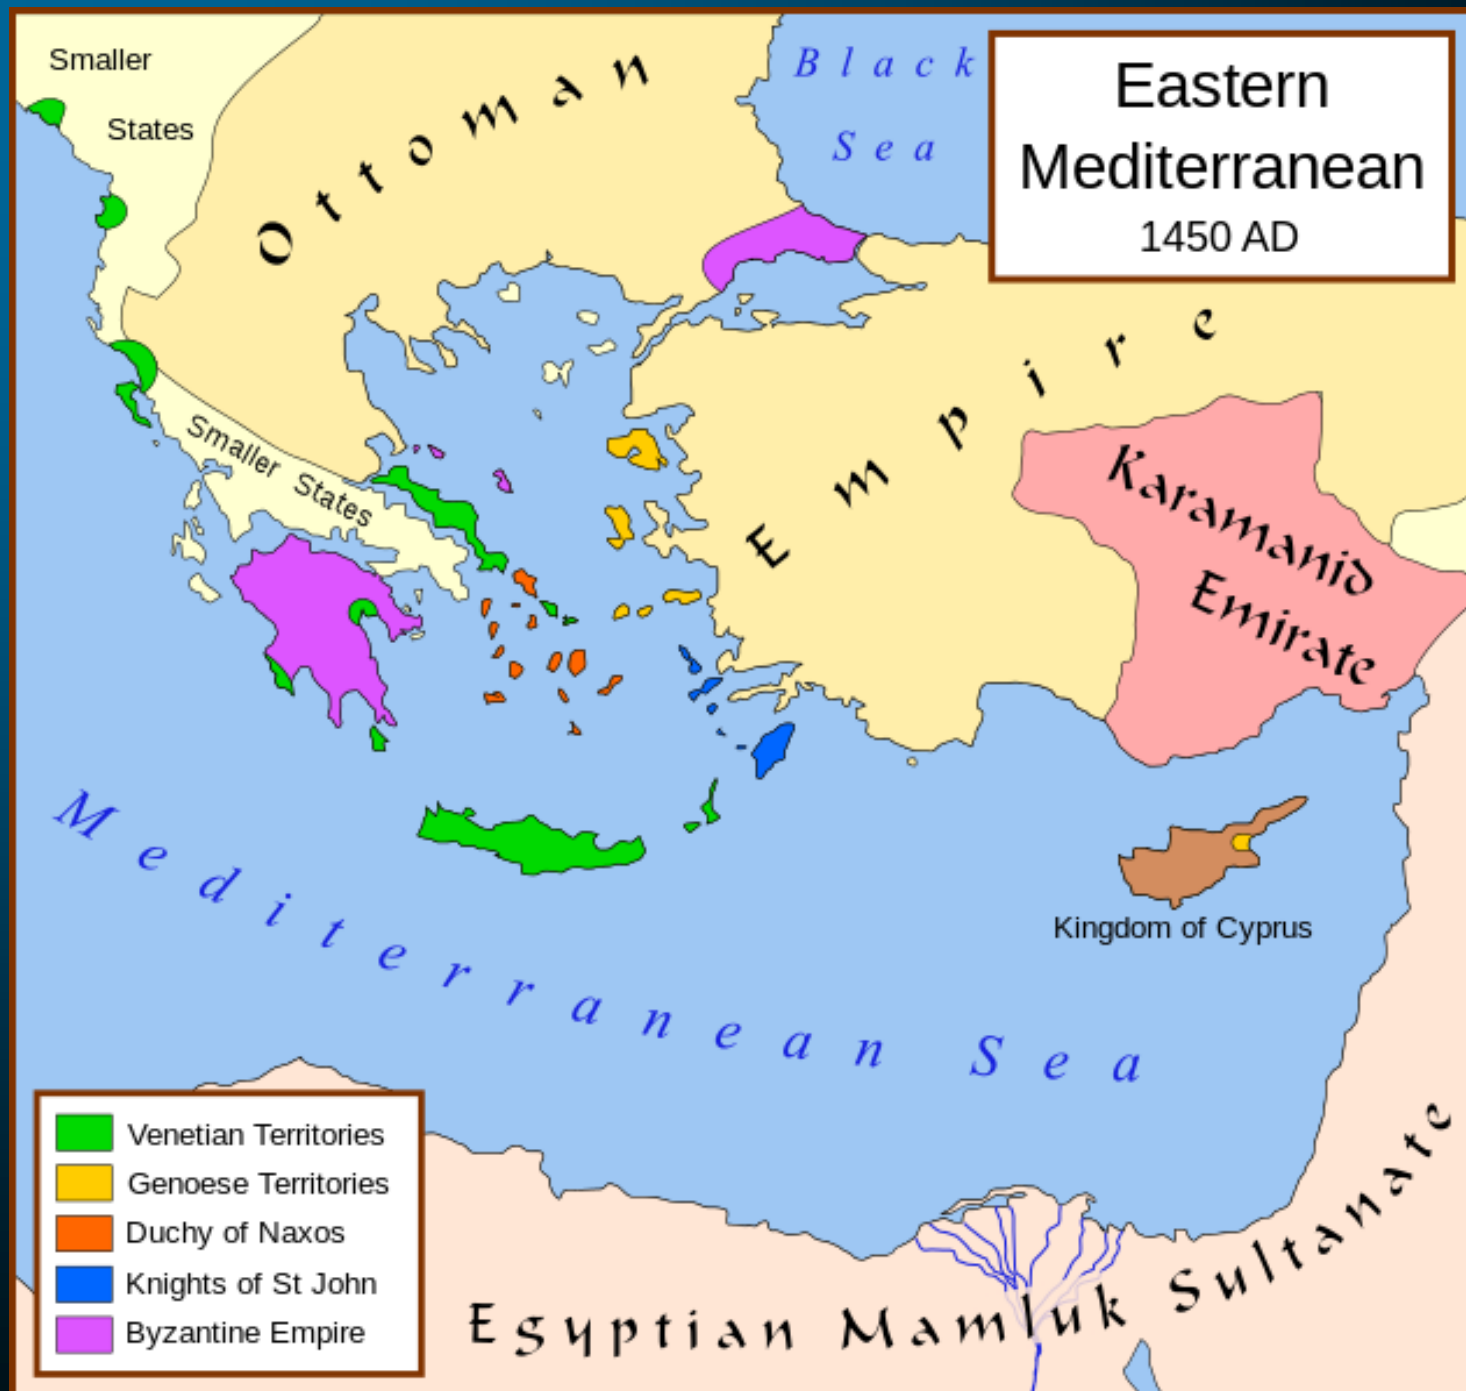 Smaller
States
Ottoman
Empire
Black
Sea
Eastern
Mediterranean
1450 AD
Smaller States
Karamanid
Emirate
Kingdom of Cyprus
Mediterranean Sea
Egyptian Mamluk Sultanate
Venetian Territories
Genoese Territories
Duchy of Naxos
Knights of St John
Byzantine Empire